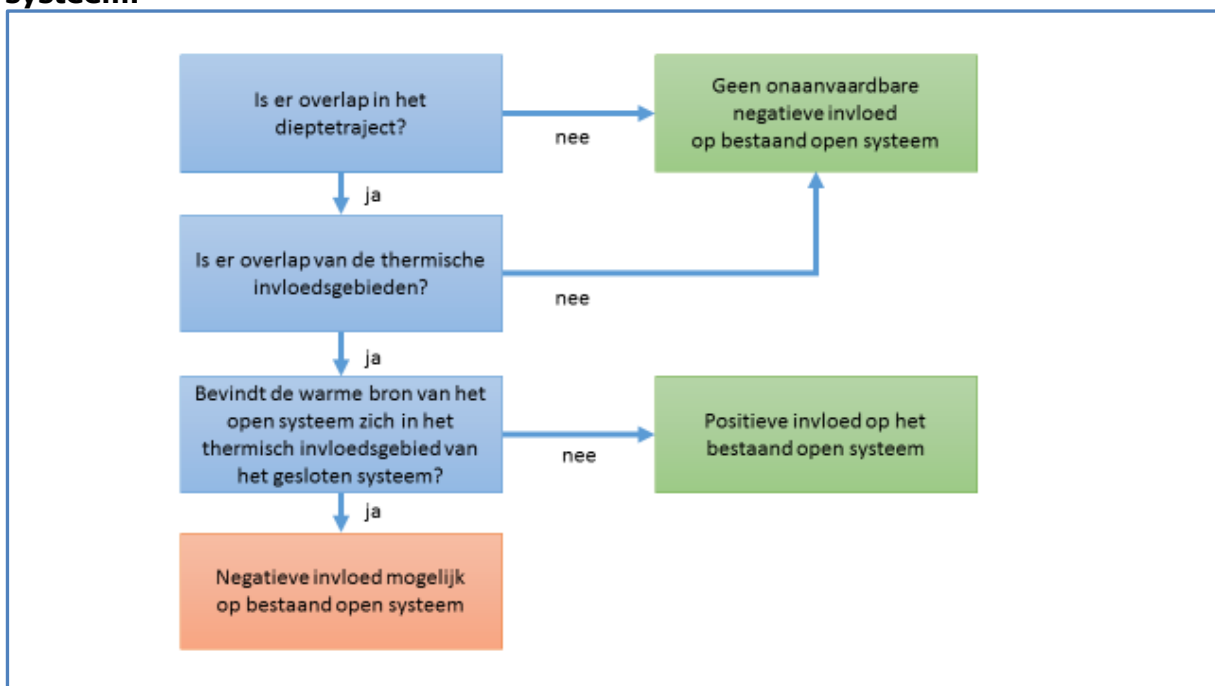 systeem.
Is er overlap in het
dieptetraject?
nee
Geen onaanvaardbare
negatieve invloed
op bestaand open systeem
ja
Is er overlap van de thermische
invloedsgebieden?
nee
ja
Bevindt de warme bron van het
open systeem zich in het
thermisch invloedsgebied van
het gesloten systeem?
nee
Positieve invloed op het
bestaand open systeem
ja
Negatieve invloed mogelijk
op bestaand open systeem